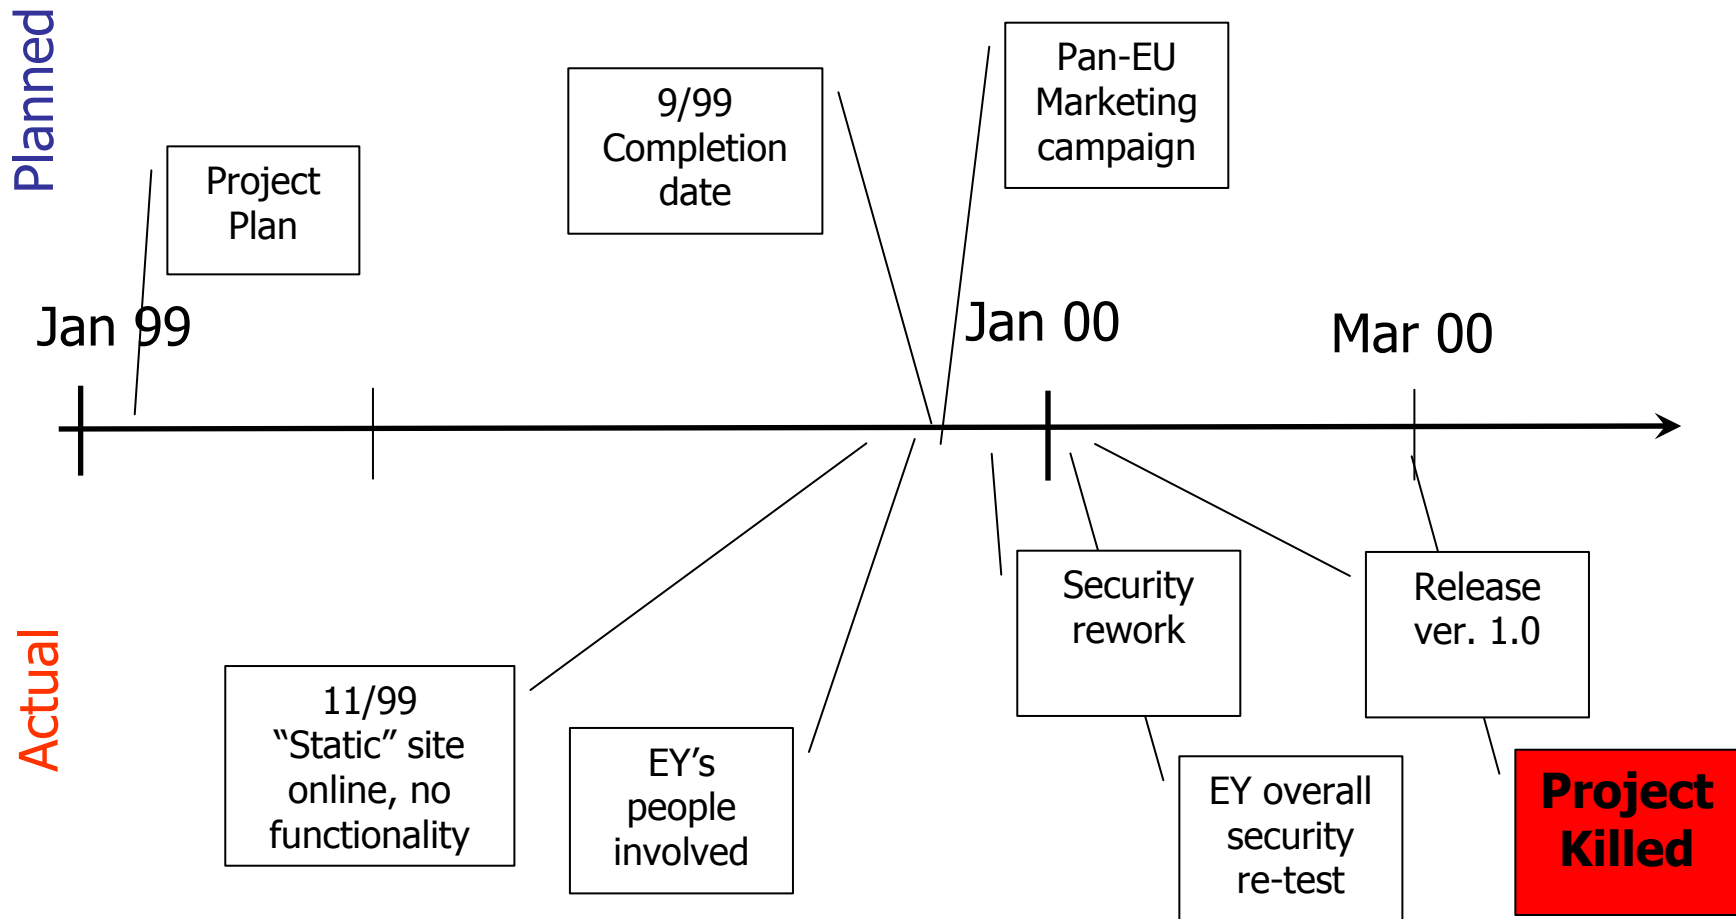 Planned
Pan-EU
Marketing
campaign
9/99
Completion
date
Project
Plan
Jan 99
Jan 00
Mar 00
Actual
11/99
“Static” site
online, no
functionality
EY’s
people
involved
Security
rework
EY overall
security
re-test
Release
ver. 1.0
Project
Killed